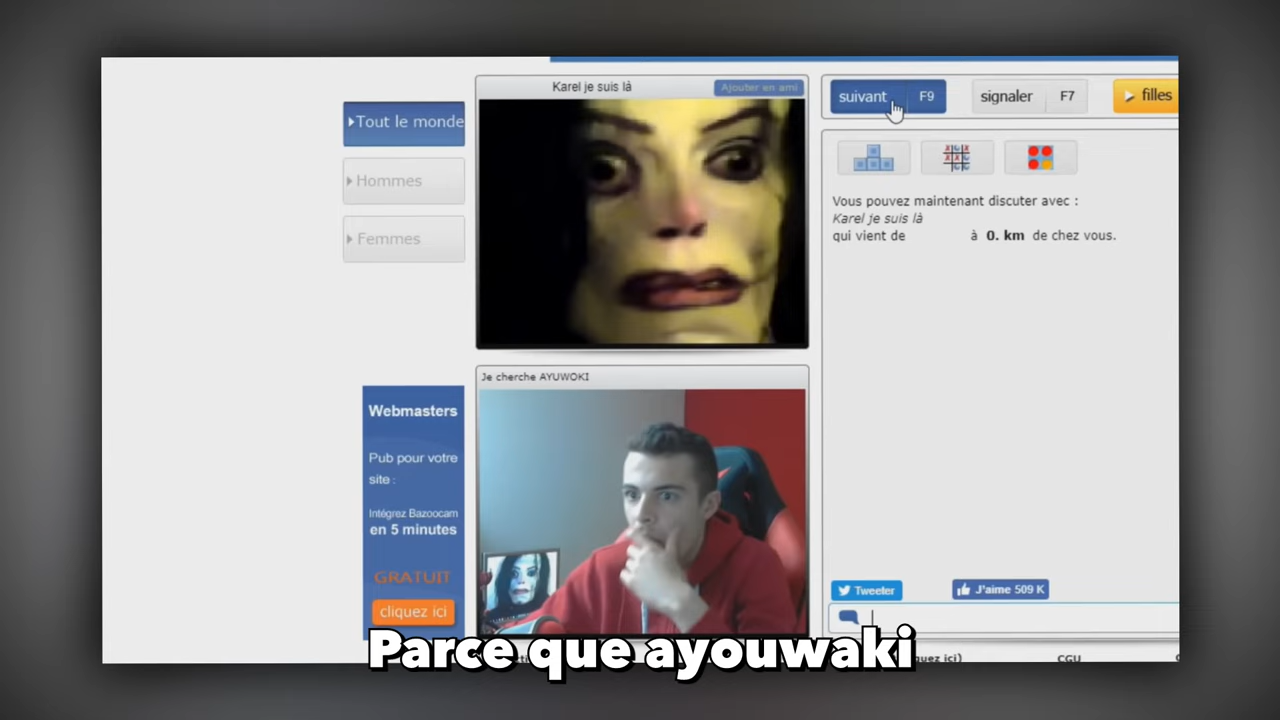 ▸Tout le monde
▸Hommes
▸Femmes
Webmasters
Pub pour votre
site :
Intégrez Bazoocam
en 5 minutes
GRATUIT
cliquez ici
Karel je suis là
Ajouter en ami
Je cherche AYUWOKI
suivant F9
signaler F7
filles
Vous pouvez maintenant discuter avec :
Karel je suis là
qui vient de à 0. km de chez vous.
Tweeter
J'aime 509 K
Parce que ayouwaki
uez ici)
CGU